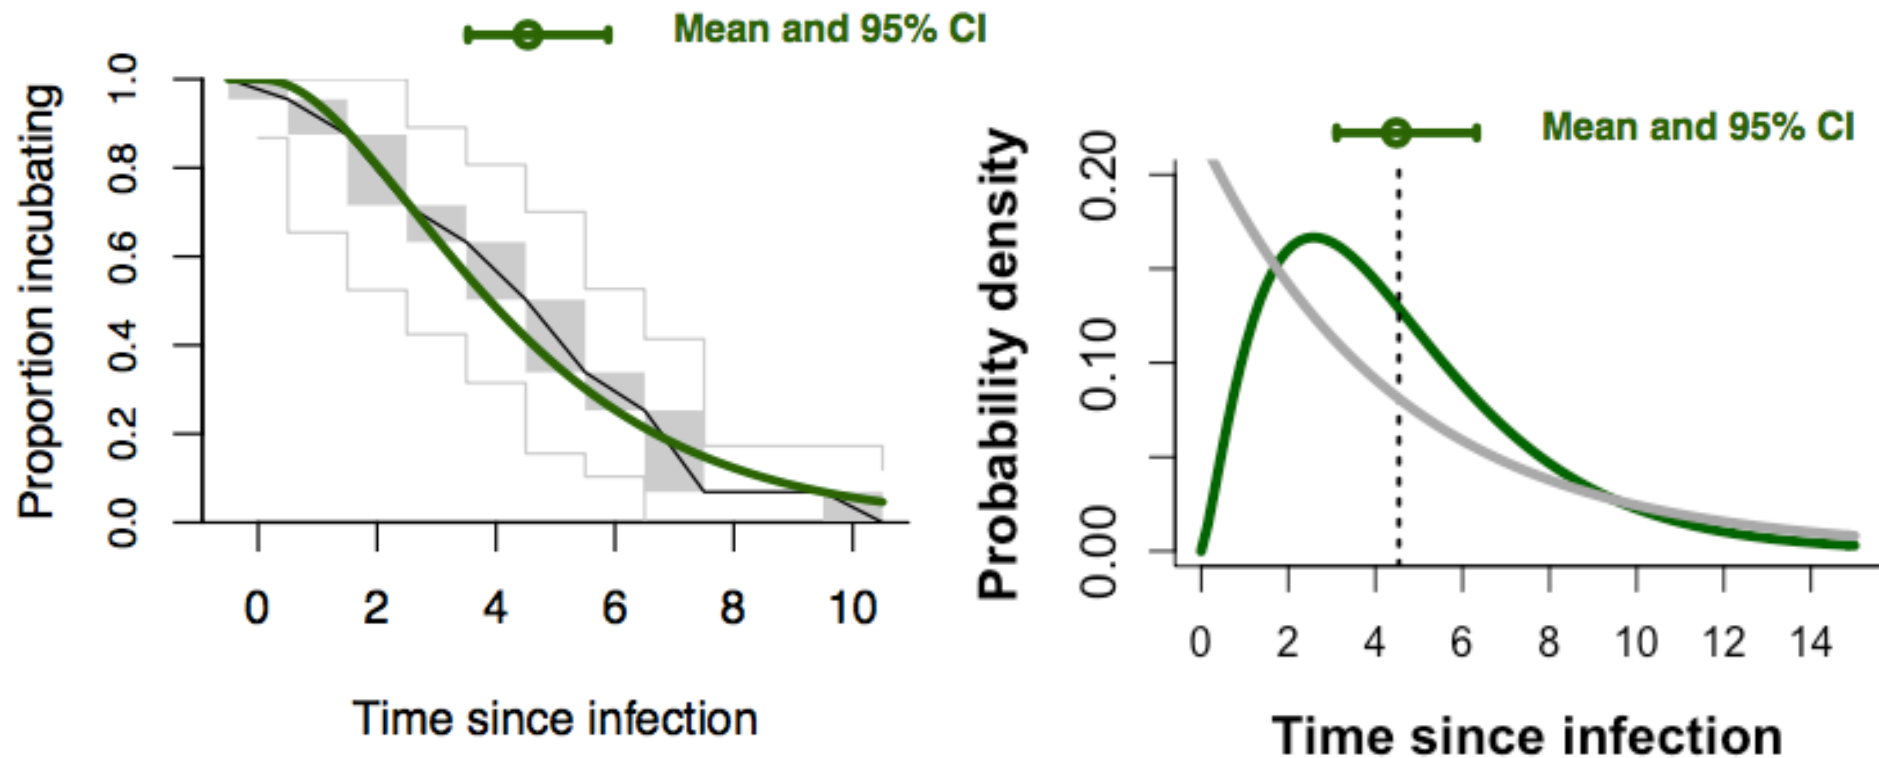 Mean and 95% CI
Proportion incubating
1.0
0.8
0.6
0.4
0.2
0.0
0 2 4 6 8 10
Time since infection
Mean and 95% CI
Probability density
0.20
0.10
0.00
0 2 4 6 8 10 12 14
Time since infection